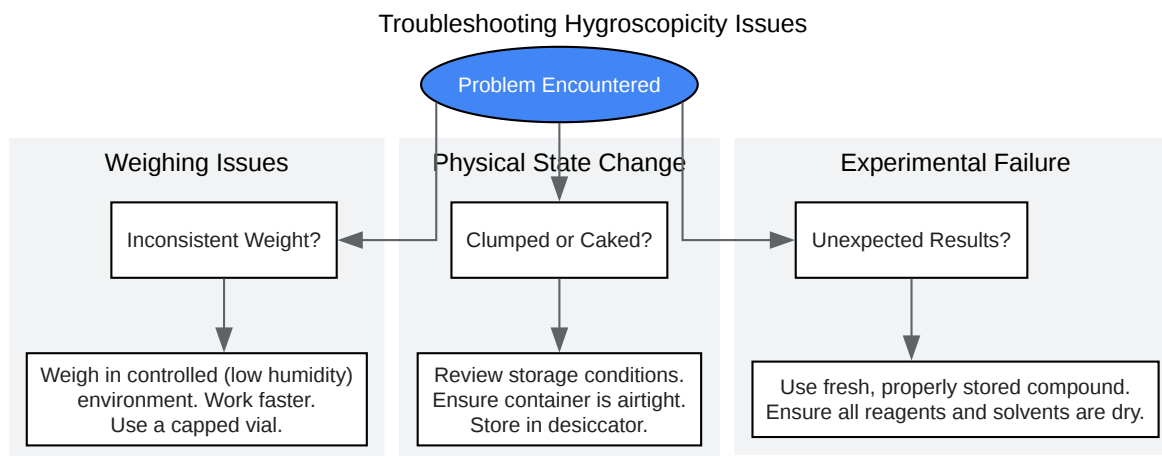 Troubleshooting Hygroscopicity Issues
Problem Encountered
Weighing Issues
Physical State Change
Experimental Failure
Inconsistent Weight?
Clumped or Caked?
Unexpected Results?
Weigh in controlled (low humidity)
environment. Work faster.
Use a capped vial.
Review storage conditions.
Ensure container is airtight.
Store in desiccator.
Use fresh, properly stored compound.
Ensure all reagents and solvents are dry.